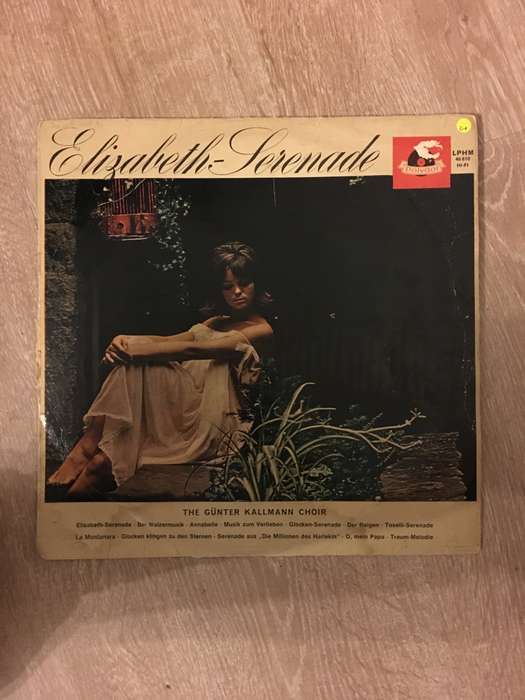 Elizabeth-Serenade
Polydor
LPHM
46 610
HI-FI
THE GÜNTER KALLMANN CHOIR
Elisabeth-Serenade · Bei Walzermusik · Annabelle · Musik zum Verlieben · Glocken-Serenade · Der Reigen · Toselli-Serenade
La Montanara · Glocken klingen zu den Sternen · Serenade aus „Die Millionen des Harlekin“ · O, mein Papa · Traum-Melodie